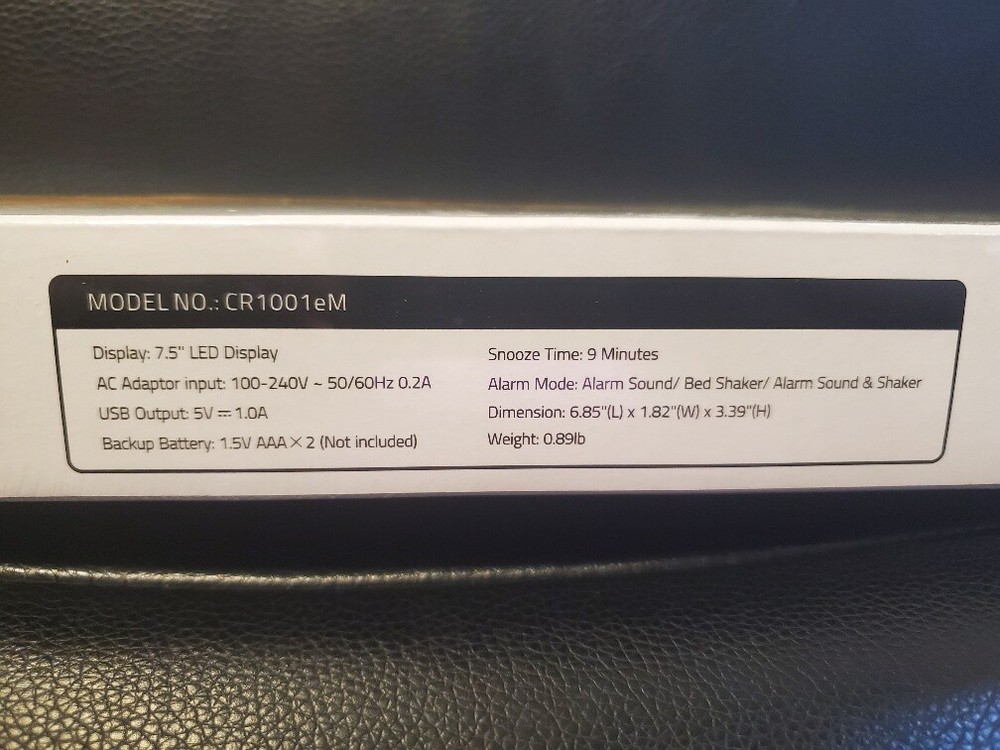 MODEL NO.: CR1001eM
Display: 7.5" LED Display
AC Adaptor input: 100-240V ~ 50/60Hz 0.2A
USB Output: 5V ⎓ 1.0A
Backup Battery: 1.5V AAA×2 (Not included)
Snooze Time: 9 Minutes
Alarm Mode: Alarm Sound/ Bed Shaker/ Alarm Sound & Shaker
Dimension: 6.85"(L) x 1.82"(W) x 3.39"(H)
Weight: 0.89lb